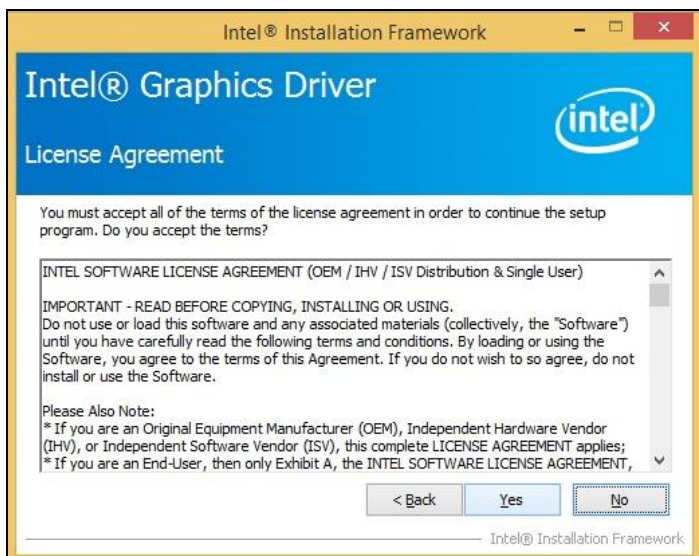 Intel® Installation Framework
Intel® Graphics Driver
intel
License Agreement
You must accept all of the terms of the license agreement in order to continue the setup
program. Do you accept the terms?
INTEL SOFTWARE LICENSE AGREEMENT (OEM / IHV / ISV Distribution & Single User)
IMPORTANT - READ BEFORE COPYING, INSTALLING OR USING.
Do not use or load this software and any associated materials (collectively, the "Software")
until you have carefully read the following terms and conditions. By loading or using the
Software, you agree to the terms of this Agreement. If you do not wish to so agree, do not
install or use the Software.
Please Also Note:
* If you are an Original Equipment Manufacturer (OEM), Independent Hardware Vendor
(IHV), or Independent Software Vendor (ISV), this complete LICENSE AGREEMENT applies;
* If you are an End-User, then only Exhibit A, the INTEL SOFTWARE LICENSE AGREEMENT,
< Back Yes No
Intel® Installation Framework